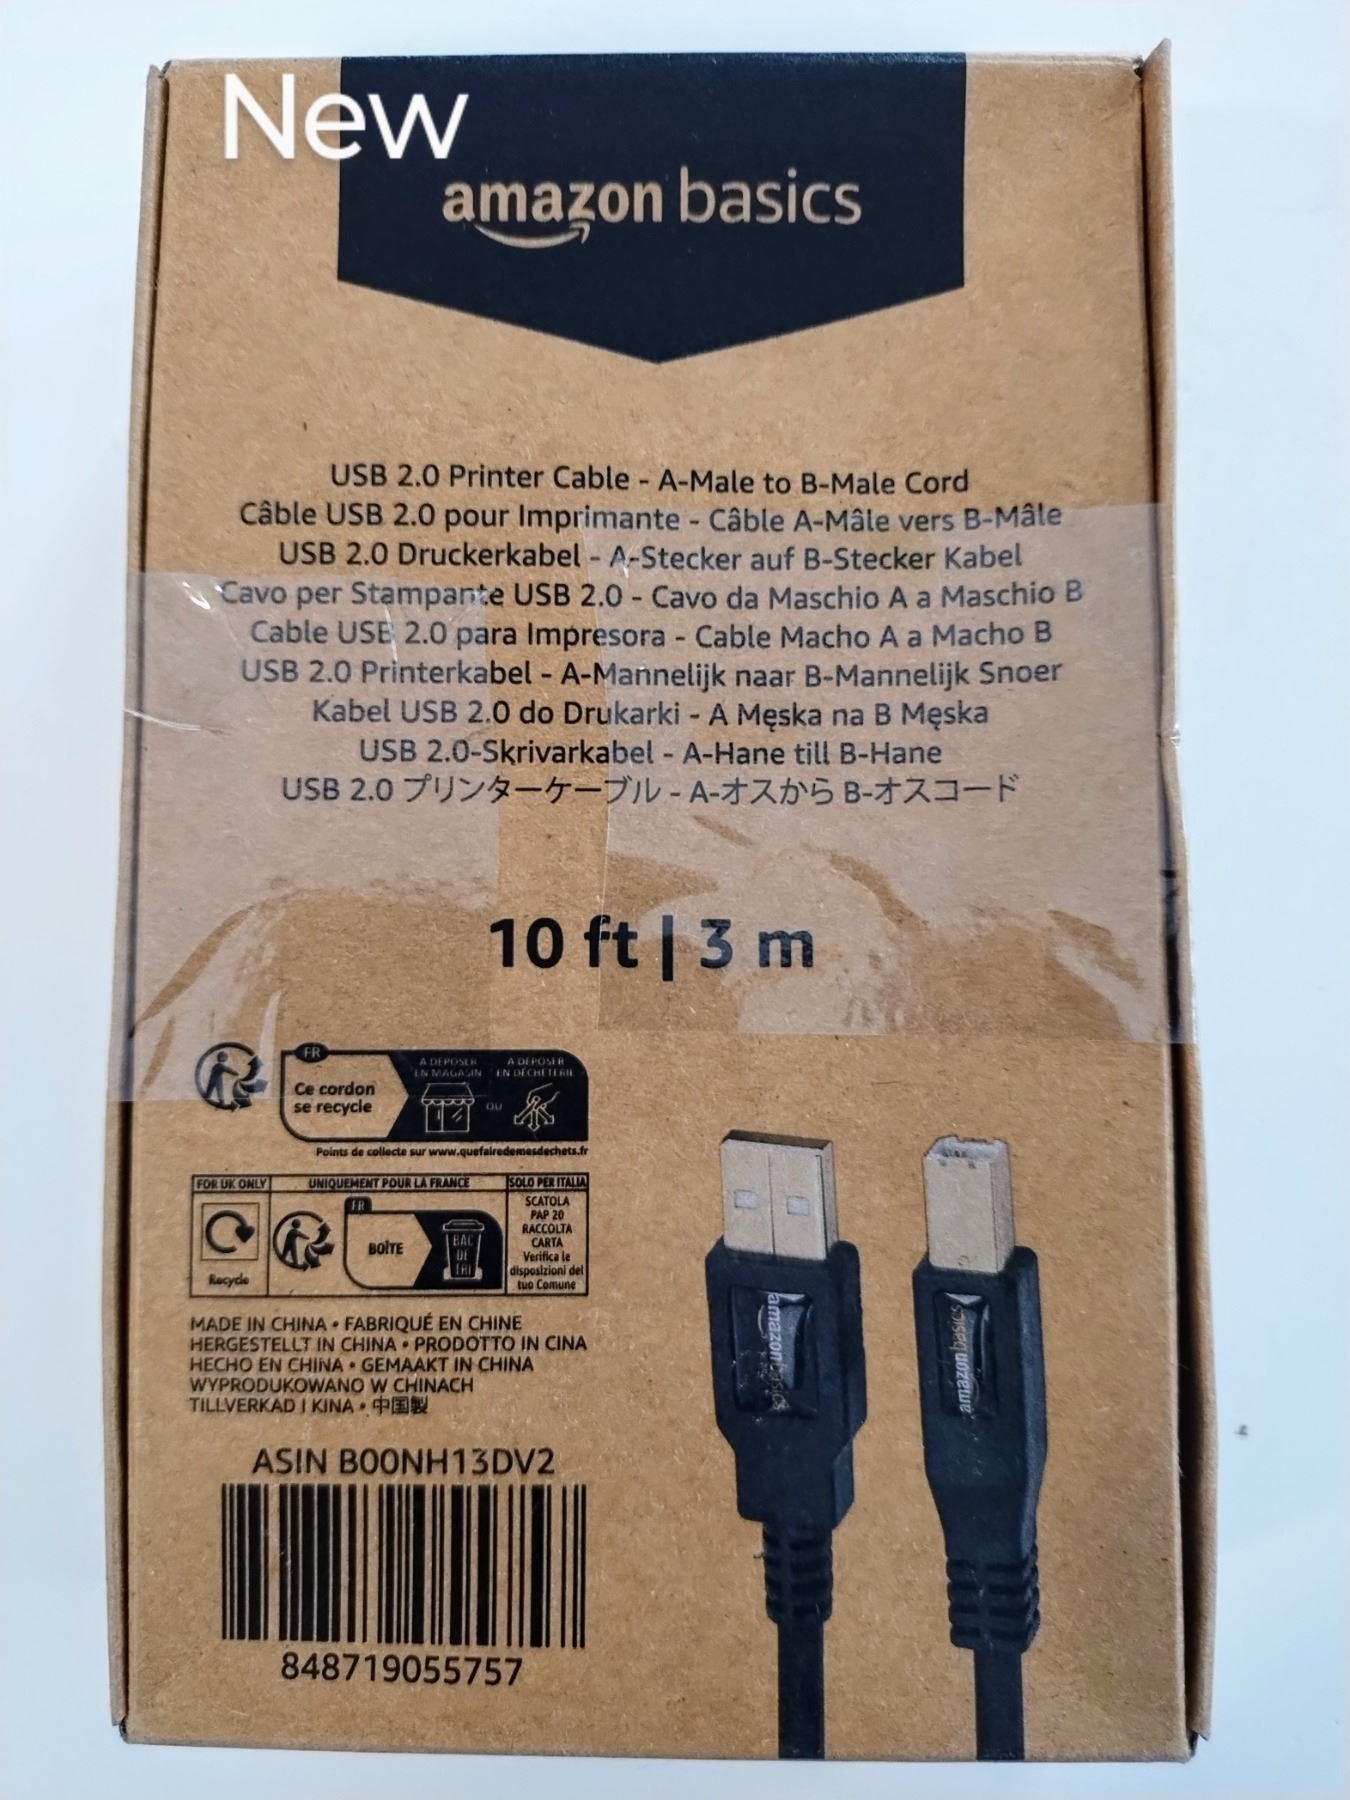 New
amazon basics
USB 2.0 Printer Cable - A-Male to B-Male Cord
Câble USB 2.0 pour Imprimante - Câble A-Mâle vers B-Mâle
USB 2.0 Druckerkabel - A-Stecker auf B-Stecker Kabel
Cavo per Stampante USB 2.0 - Cavo da Maschio A a Maschio B
Cable USB 2.0 para Impresora - Cable Macho A a Macho B
USB 2.0 Printerkabel - A-Mannelijk naar B-Mannelijk Snoer
Kabel USB 2.0 do Drukarki - A Męska na B Męska
USB 2.0-Skrivarkabel - A-Hane till B-Hane
USB 2.0 プリンターケーブル - A-オスから B-オスコード
10 ft | 3 m
FR
Ce cordon
se recycle
À DÉPOSER
EN MAGASIN
OU
À DÉPOSER
EN DÉCHÈTERIE
Points de collecte sur www.quefairedemesdechets.fr
FOR UK ONLY
Recycle
UNIQUEMENT POUR LA FRANCE
FR
BOÎTE
BAC
DE
TRI
SOLO PER ITALIA
SCATOLA
PAP 20
RACCOLTA
CARTA
Verifica le
disposizioni del
tuo Comune
MADE IN CHINA • FABRIQUÉ EN CHINE
HERGESTELLT IN CHINA • PRODOTTO IN CINA
HECHO EN CHINA • GEMAAKT IN CHINA
WYPRODUKOWANO W CHINACH
TILLVERKAD I KINA • 中国製
ASIN B00NH13DV2
848719055757
amazon basics
amazon basics